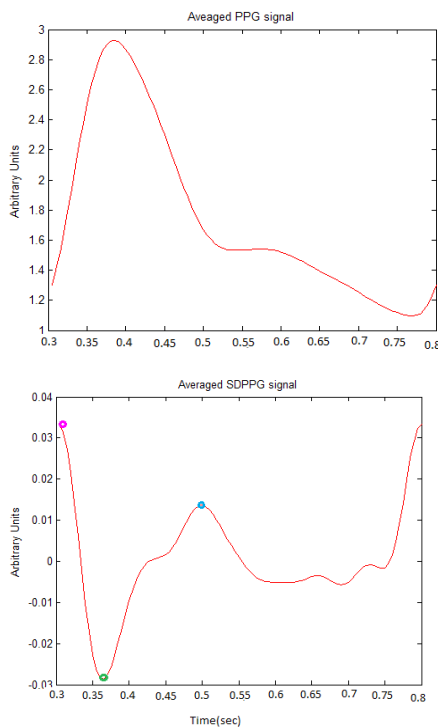 Averaged PPG signal
3
2.8
2.6
2.4
2.2
2
1.8
1.6
1.4
1.2
1
Arbitrary Units
0.3 0.35 0.4 0.45 0.5 0.55 0.6 0.65 0.7 0.75 0.8
Averaged SDPPG signal
0.04
0.03
0.02
0.01
0
-0.01
-0.02
-0.03
Arbitrary Units
0.3 0.35 0.4 0.45 0.5 0.55 0.6 0.65 0.7 0.75 0.8
Time(sec)